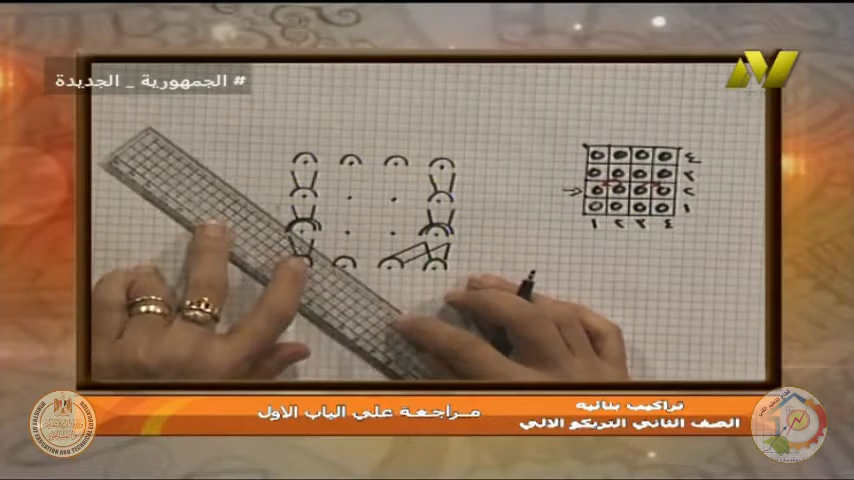 # الجمهورية _ الجديدة
٤
٣
٢
١
١ ٢ ٣ ٤
تراكيب بنائية
الصف الثاني التريكو الالي
مراجعة علي الباب الاول